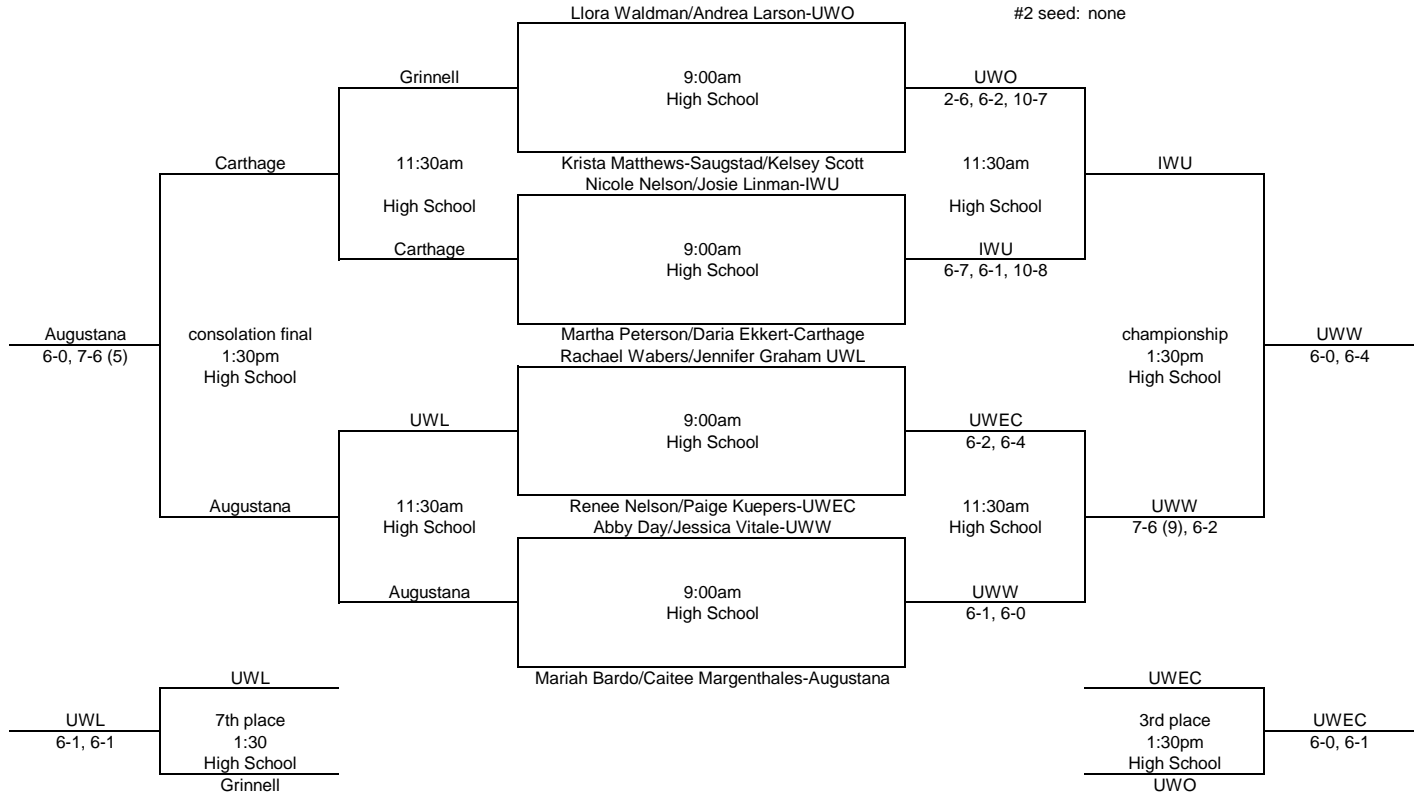 Llora Waldman/Andrea Larson-UWO
#2 seed: none
Grinnell
9:00am
High School
UWO
2-6, 6-2, 10-7
Carthage
11:30am
High School
Krista Matthews-Saugstad/Kelsey Scott
Nicole Nelson/Josie Linman-IWU
11:30am
High School
IWU
Carthage
9:00am
High School
IWU
6-7, 6-1, 10-8
Augustana
6-0, 7-6 (5)
consolation final
1:30pm
High School
Martha Peterson/Daria Ekkert-Carthage
Rachael Wabers/Jennifer Graham UWL
championship
1:30pm
High School
UWW
6-0, 6-4
UWL
9:00am
High School
UWEC
6-2, 6-4
Augustana
11:30am
High School
Renee Nelson/Paige Kuepers-UWEC
Abby Day/Jessica Vitale-UWW
11:30am
High School
UWW
7-6 (9), 6-2
Augustana
9:00am
High School
UWW
6-1, 6-0
UWL
Mariah Bardo/Caitee Margenthales-Augustana
UWEC
UWL
6-1, 6-1
7th place
1:30
High School
Grinnell
3rd place
1:30pm
High School
UWO
UWEC
6-0, 6-1